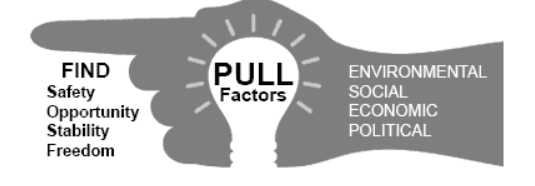 FIND
Safety
Opportunity
Stability
Freedom
PULL
Factors
ENVIRONMENTAL
SOCIAL
ECONOMIC
POLITICAL